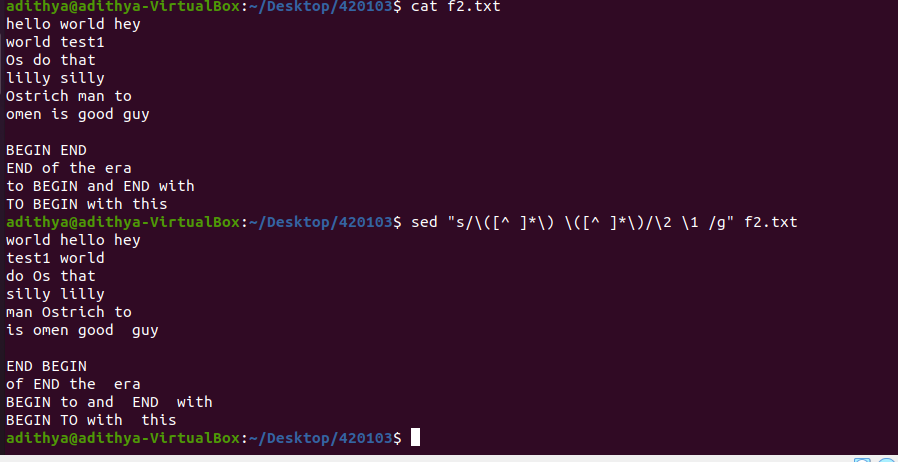 adithya@adithya-VirtualBox:~/Desktop/420103$ cat f2.txt
hello world hey
world test1
Os do that
lilly silly
Ostrich man to
omen is good guy
BEGIN END
END of the era
to BEGIN and END with
TO BEGIN with this
adithya@adithya-VirtualBox:~/Desktop/420103$ sed "s/\([^ ]*\) \([^ ]*\)/\2 \1 /g" f2.txt
world hello hey
test1 world
do Os that
silly lilly
man Ostrich to
is omen good  guy
END BEGIN
of END the  era
BEGIN to and  END  with
BEGIN TO with  this
adithya@adithya-VirtualBox:~/Desktop/420103$